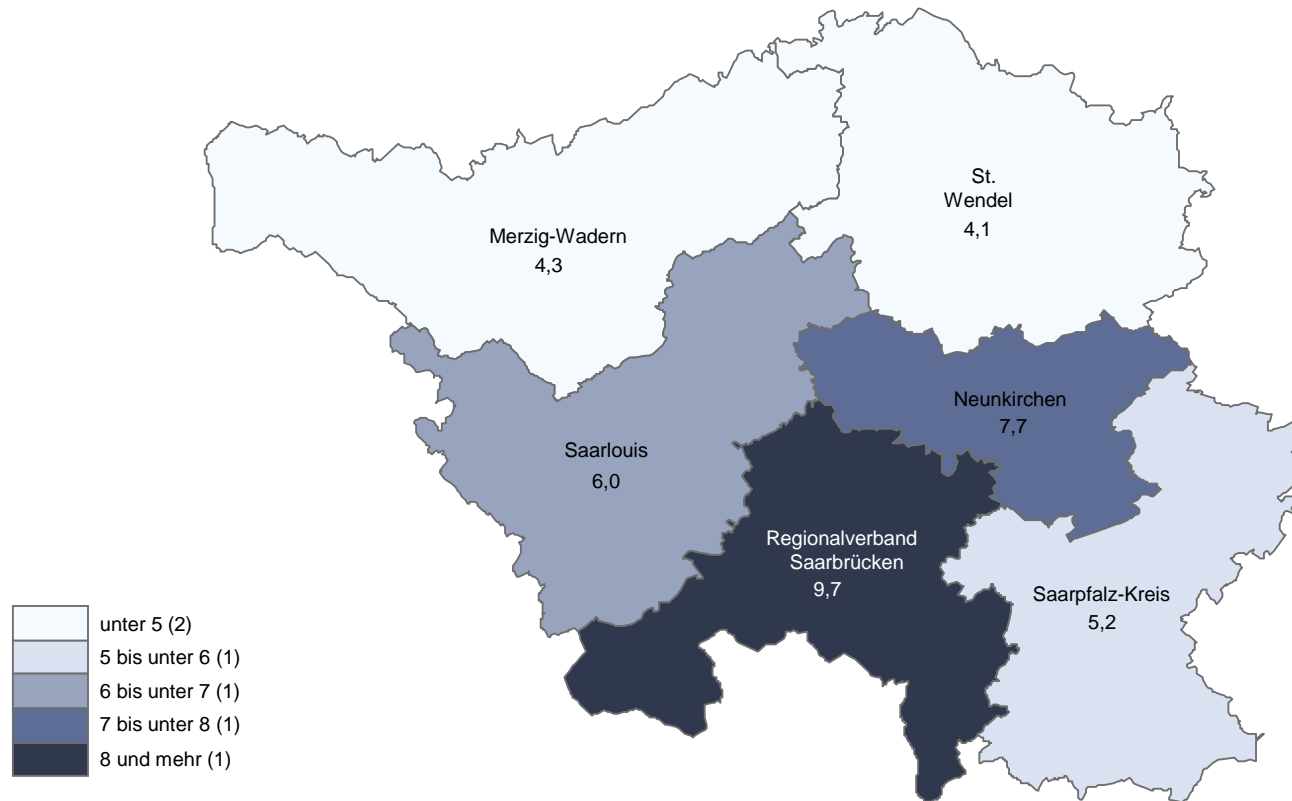 St.
Wendel
4,1
Merzig-Wadern
4,3
Neunkirchen
7,7
Saarlouis
6,0
Regionalverband
Saarbrücken
9,7
Saarpfalz-Kreis
5,2
unter 5 (2)
5 bis unter 6 (1)
6 bis unter 7 (1)
7 bis unter 8 (1)
8 und mehr (1)